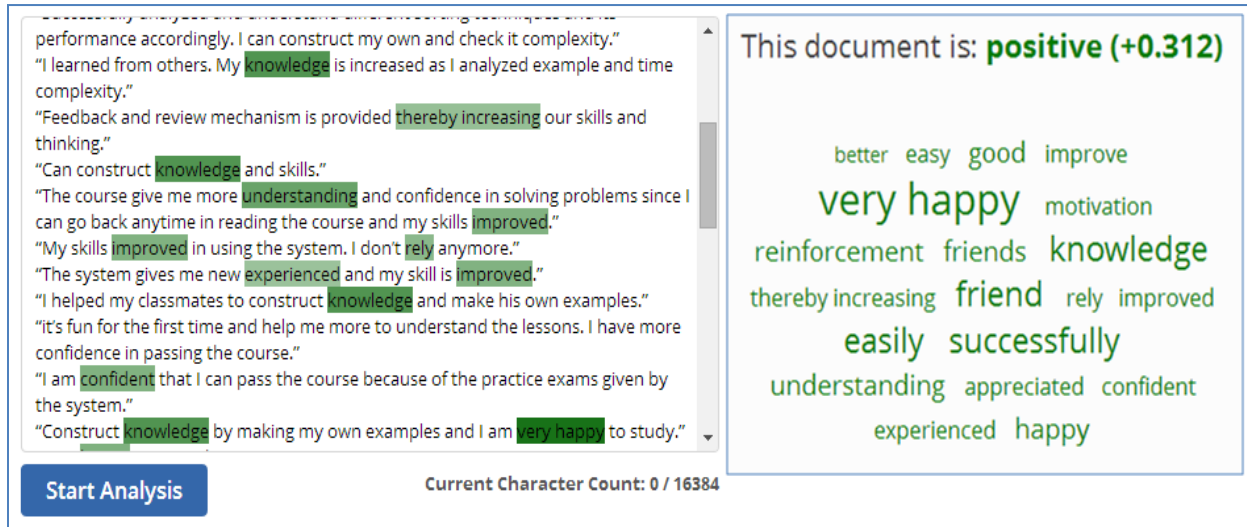 "Successfully analyzed and understand different sorting techniques and its
performance accordingly. I can construct my own and check it complexity."
"I learned from others. My knowledge is increased as I analyzed example and time
complexity."
"Feedback and review mechanism is provided thereby increasing our skills and
thinking."
"Can construct knowledge and skills."
"The course give me more understanding and confidence in solving problems since I
can go back anytime in reading the course and my skills improved."
"My skills improved in using the system. I don't rely anymore."
"The system gives me new experienced and my skill is improved."
"I helped my classmates to construct knowledge and make his own examples."
"it's fun for the first time and help me more to understand the lessons. I have more
confidence in passing the course."
"I am confident that I can pass the course because of the practice exams given by
the system."
"Construct knowledge by making my own examples and I am very happy to study."
Start Analysis
Current Character Count: 0 / 16384
This document is: positive (+0.312)
better easy good improve
very happy motivation
reinforcement friends knowledge
thereby increasing friend rely improved
easily successfully
understanding appreciated confident
experienced happy